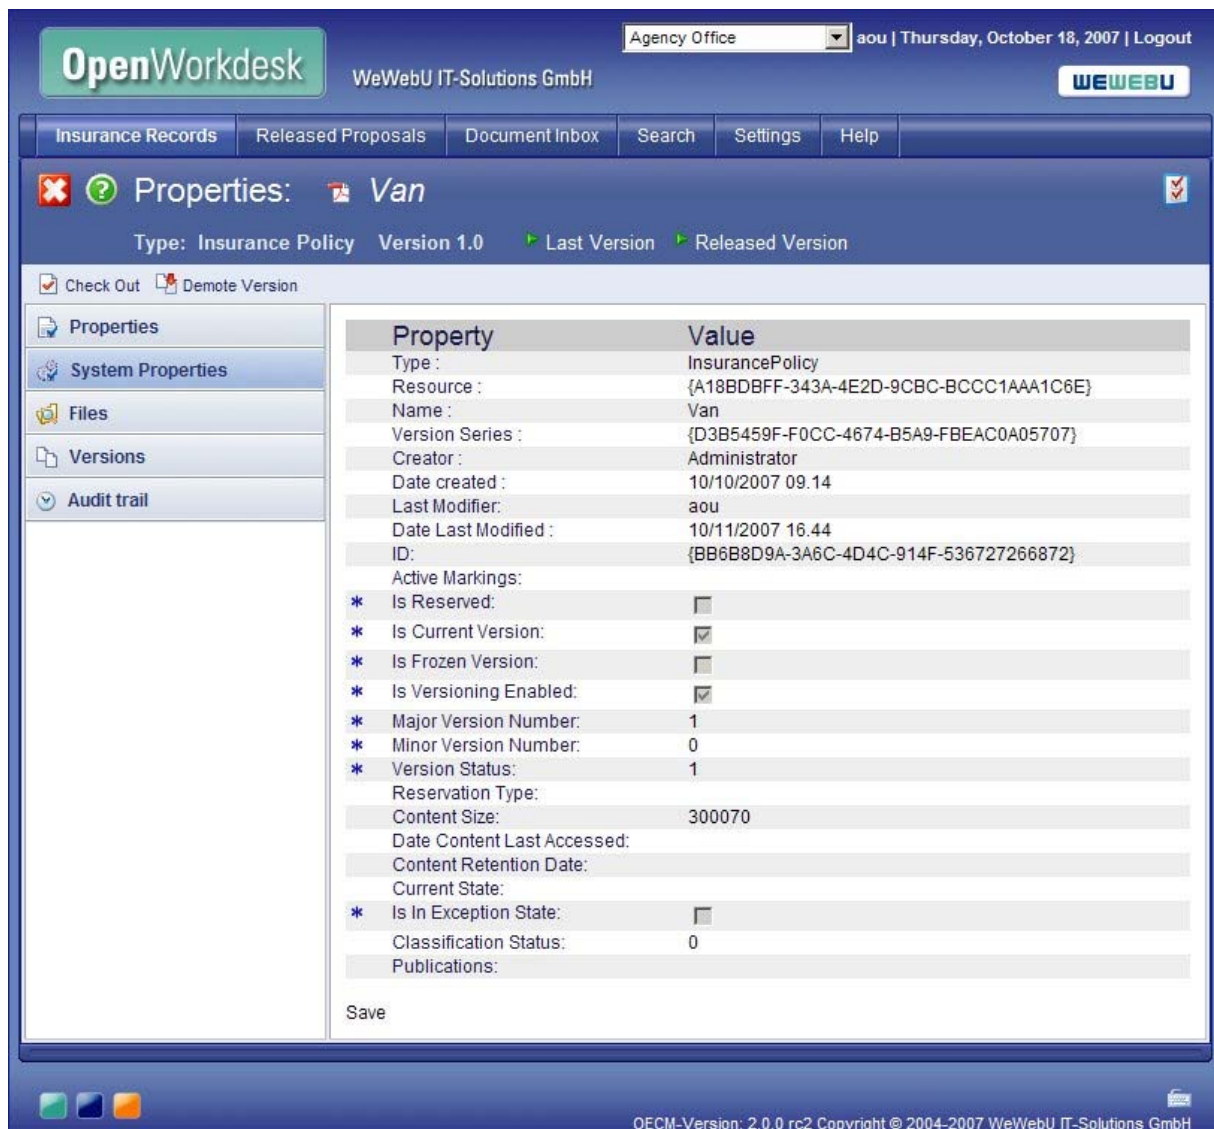 Agency Office aou | Thursday, October 18, 2007 | Logout
OpenWorkdesk WeWebU IT-Solutions GmbH
WEWEBU
Insurance Records Released Proposals Document Inbox Search Settings Help
Properties: Van
Type: Insurance Policy Version 1.0 Last Version Released Version
Check Out Demote Version
Properties
System Properties
Files
Versions
Audit trail
Property Value
Type : InsurancePolicy
Resource : {A18BDBFF-343A-4E2D-9CBC-BCCC1AAA1C6E}
Name : Van
Version Series : {D3B5459F-F0CC-4674-B5A9-FBEAC0A05707}
Creator : Administrator
Date created : 10/10/2007 09.14
Last Modifier: aou
Date Last Modified : 10/11/2007 16.44
ID: {BB6B8D9A-3A6C-4D4C-914F-536727266872}
Active Markings:
* Is Reserved:
* Is Current Version:
* Is Frozen Version:
* Is Versioning Enabled:
* Major Version Number: 1
* Minor Version Number: 0
* Version Status: 1
Reservation Type:
Content Size: 300070
Date Content Last Accessed:
Content Retention Date:
Current State:
* Is In Exception State:
Classification Status: 0
Publications:
Save
OECM-Version: 2.0.0 rc2 Copyright © 2004-2007 WeWebU IT-Solutions GmbH